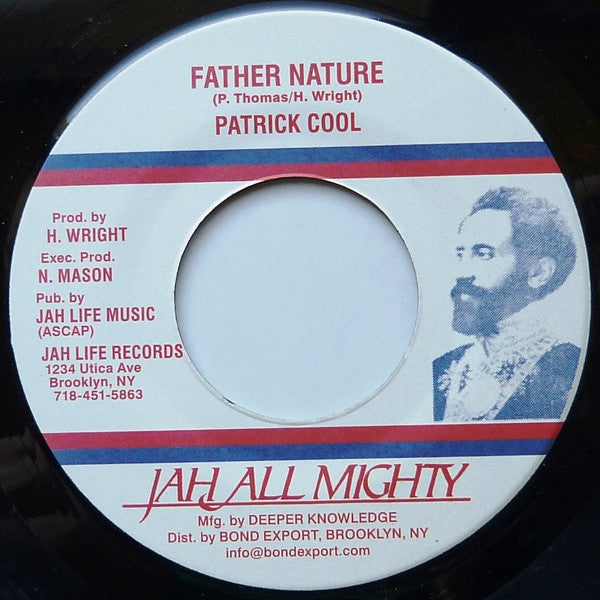 FATHER NATURE
(P. Thomas/H. Wright)
PATRICK COOL
Prod. by
H. WRIGHT
Exec. Prod.
N. MASON
Pub. by
JAH LIFE MUSIC
(ASCAP)
JAH LIFE RECORDS
1234 Utica Ave
Brooklyn, NY
718-451-5863
JAH ALL MIGHTY
Mfg. by DEEPER KNOWLEDGE
Dist. by BOND EXPORT, BROOKLYN, NY
info@bondexport.com